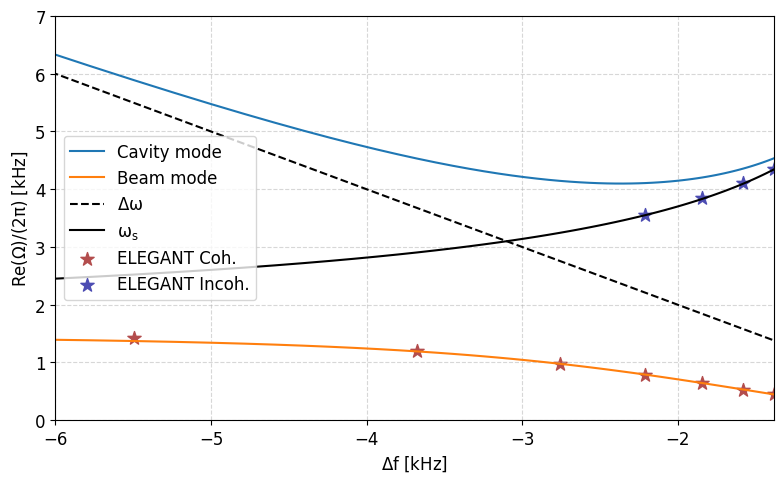 7
6
5
4
3
2
1
0
Re(Ω)/(2π) [kHz]
Cavity mode
Beam mode
Δω
ωs
ELEGANT Coh.
ELEGANT Incoh.
−6
−5
−4
−3
−2
Δf [kHz]